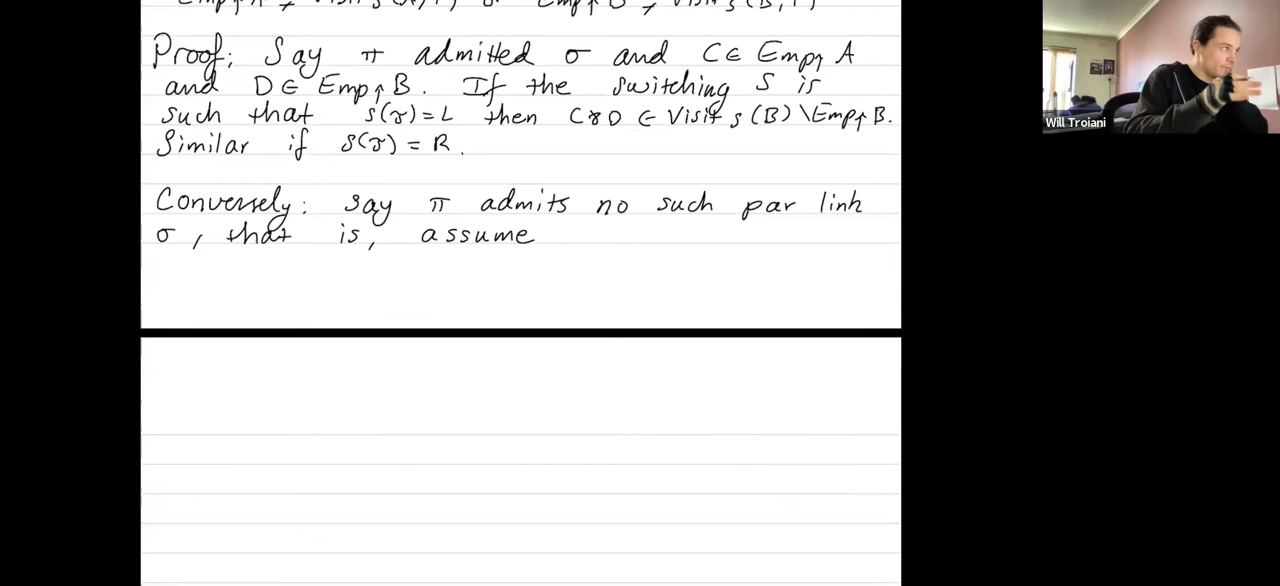 Proof: Say π admitted σ and C ∈ Emp↑ A
and D ∈ Emp↑ B. If the switching S is
such that S(γ) = L then C⅋D ∈ Visit s (B) \ Emp↑ B.
Similar if S(γ) = R.
Conversely: say π admits no such par link
σ, that is, assume
Will Troiani